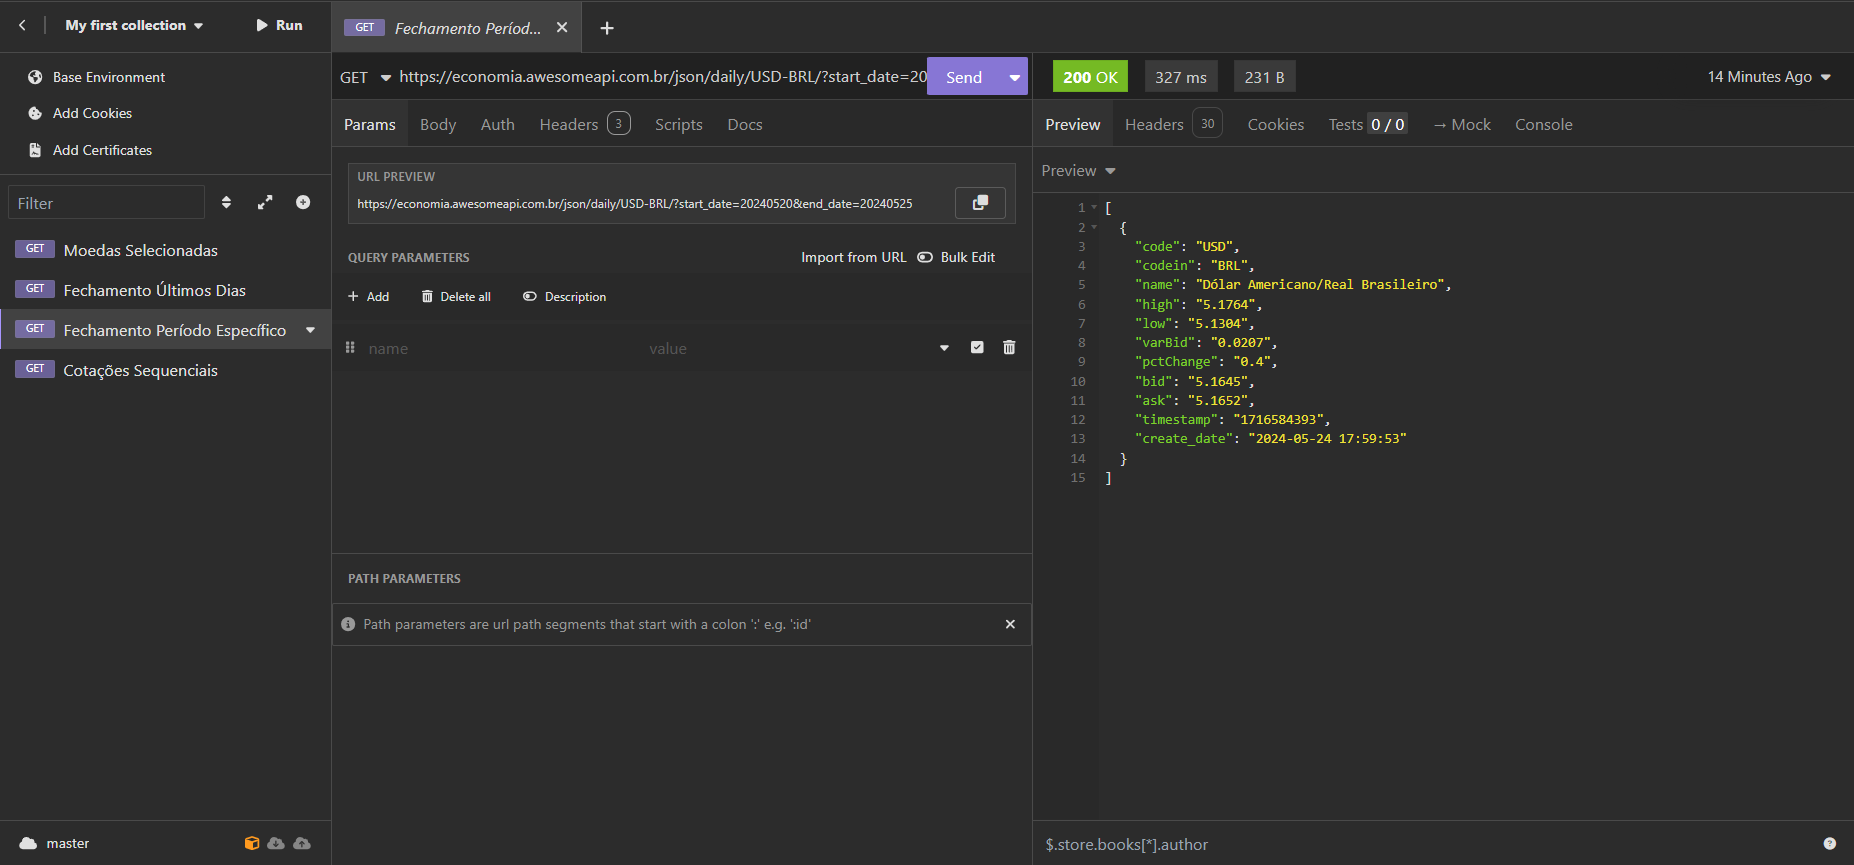 My first collection
Run
Base Environment
Add Cookies
Add Certificates
Filter
GET Moedas Selecionadas
GET Fechamento Últimos Dias
GET Fechamento Período Específico
GET Cotações Sequenciais
master
GET Fechamento Períod...
GET https://economia.awesomeapi.com.br/json/daily/USD-BRL/?start_date=20
Send
Params Body Auth Headers 3 Scripts Docs
URL PREVIEW
https://economia.awesomeapi.com.br/json/daily/USD-BRL/?start_date=20240520&end_date=20240525
QUERY PARAMETERS
Import from URL Bulk Edit
Add Delete all Description
name value
PATH PARAMETERS
Path parameters are url path segments that start with a colon ':' e.g. ':id'
200 OK 327 ms 231 B 14 Minutes Ago
Preview Headers 30 Cookies Tests 0 / 0 → Mock Console
Preview
1 [
2 {
3 "code": "USD",
4 "codein": "BRL",
5 "name": "Dólar Americano/Real Brasileiro",
6 "high": "5.1764",
7 "low": "5.1304",
8 "varBid": "0.0207",
9 "pctChange": "0.4",
10 "bid": "5.1645",
11 "ask": "5.1652",
12 "timestamp": "1716584393",
13 "create_date": "2024-05-24 17:59:53"
14 }
15 ]
$.store.books[*].author